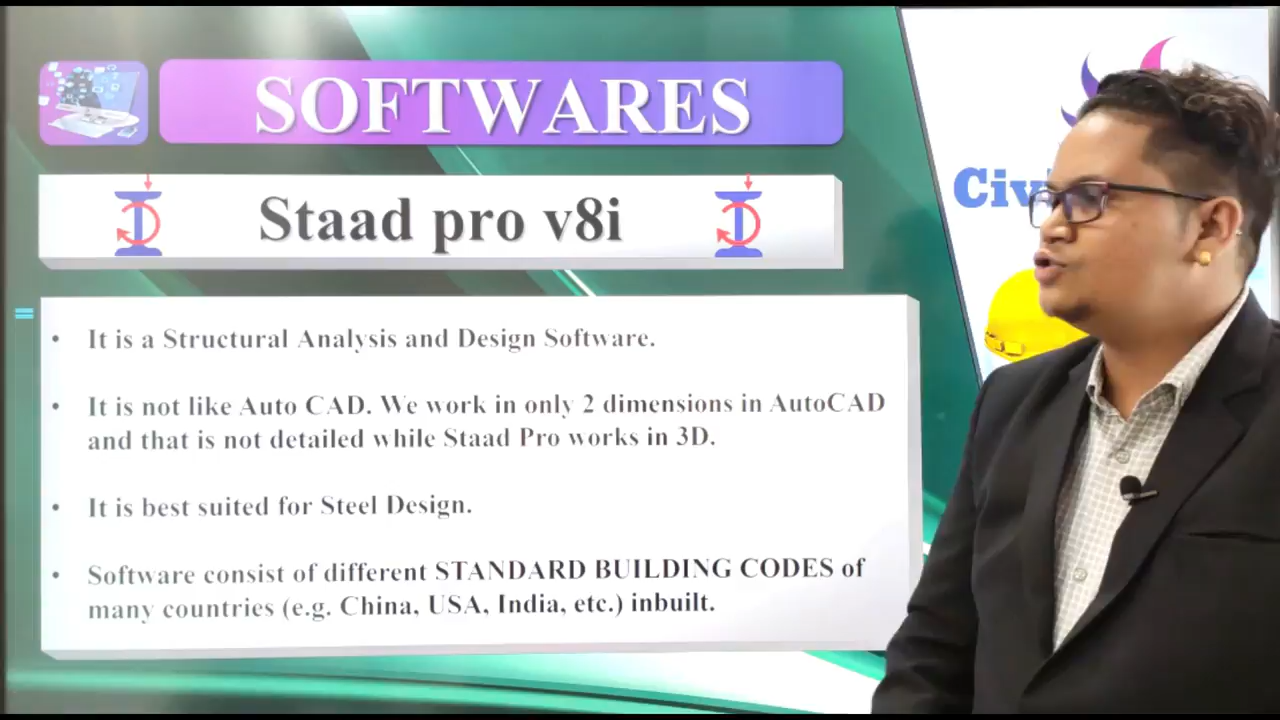 SOFTWARES
Staad pro v8i
• It is a Structural Analysis and Design Software.
• It is not like Auto CAD. We work in only 2 dimensions in AutoCAD
and that is not detailed while Staad Pro works in 3D.
• It is best suited for Steel Design.
• Software consist of different STANDARD BUILDING CODES of
many countries (e.g. China, USA, India, etc.) inbuilt.